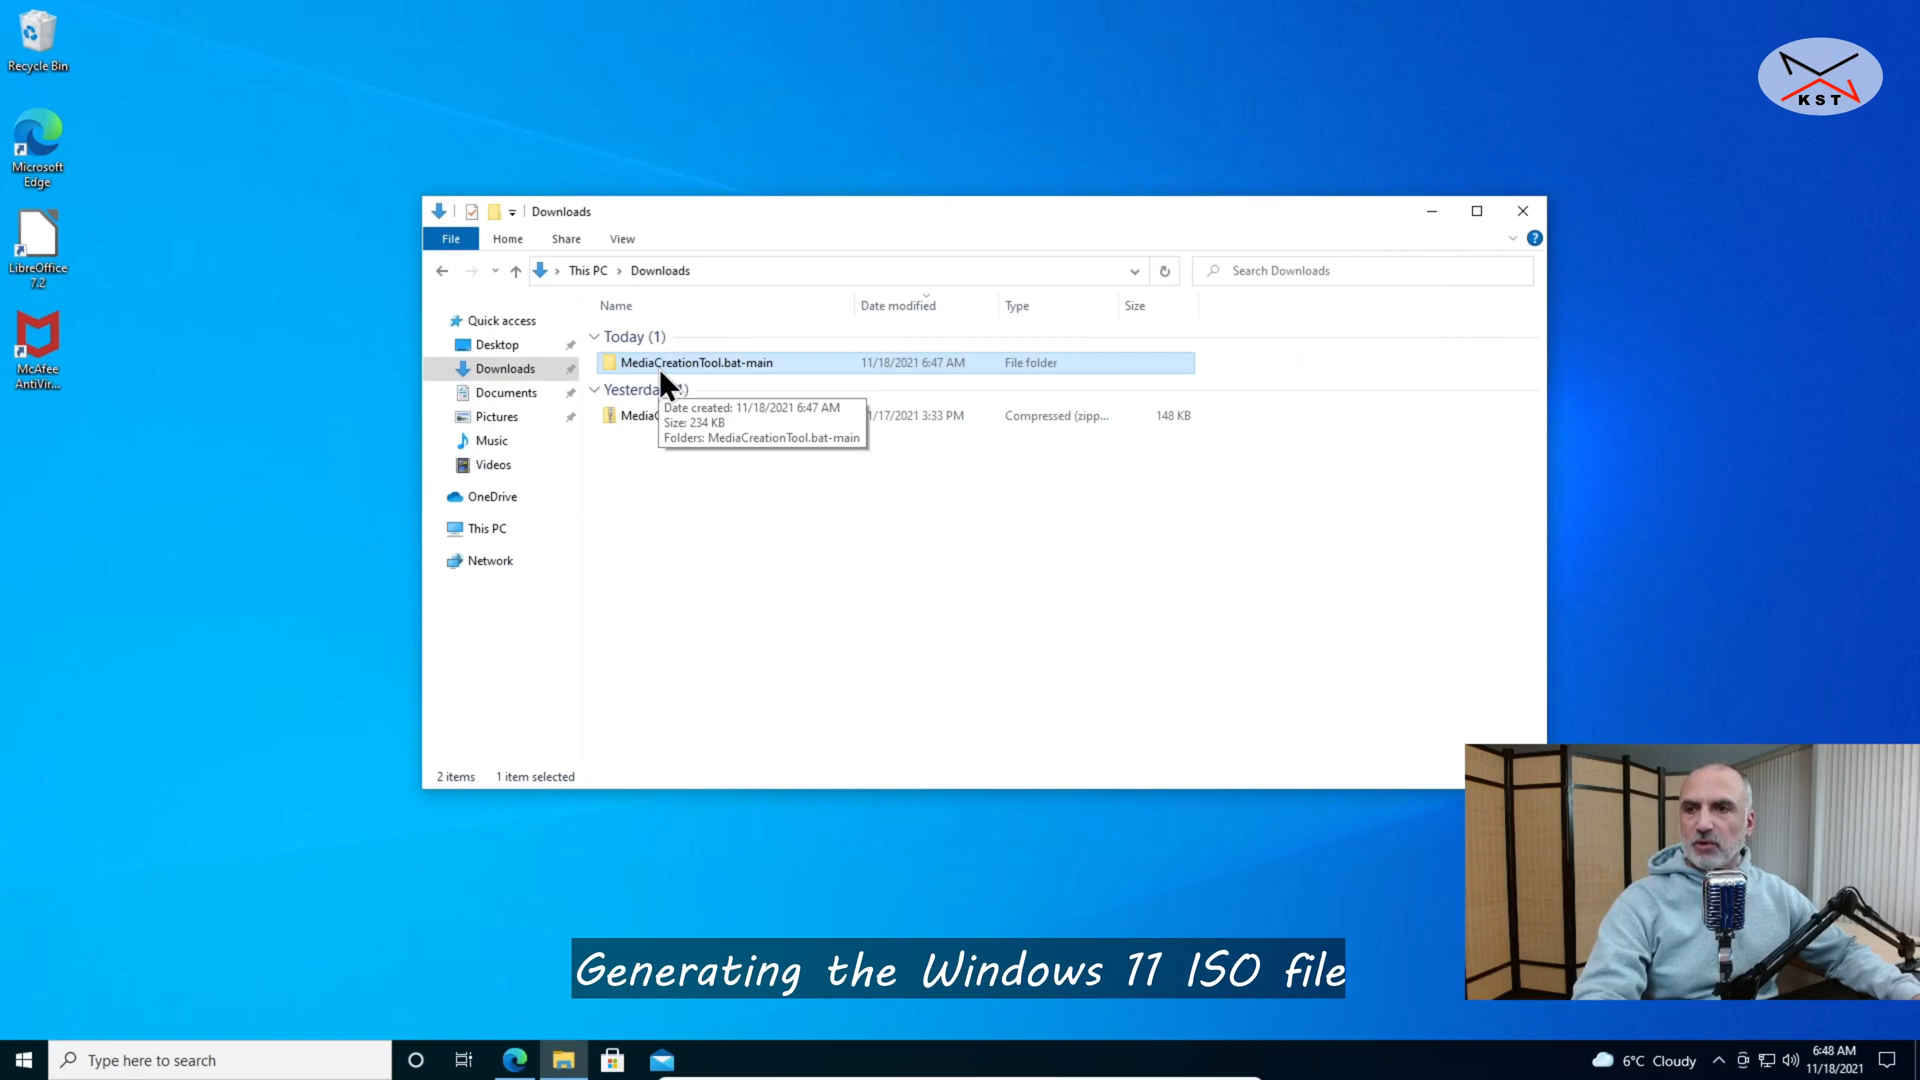 Recycle Bin
Microsoft
Edge
LibreOffice
7.2
McAfee
AntiVir...
KST
Downloads
File Home Share View
This PC > Downloads
Search Downloads
Name Date modified Type Size
Today (1)
MediaCreationTool.bat-main 11/18/2021 6:47 AM File folder
Date created: 11/18/2021 6:47 AM
Size: 234 KB
Folders: MediaCreationTool.bat-main
1/17/2021 3:33 PM Compressed (zipp... 148 KB
Quick access
Desktop
Downloads
Documents
Pictures
Music
Videos
OneDrive
This PC
Network
2 items 1 item selected
Generating the Windows 11 ISO file
Type here to search
6°C Cloudy
6:48 AM
11/18/2021